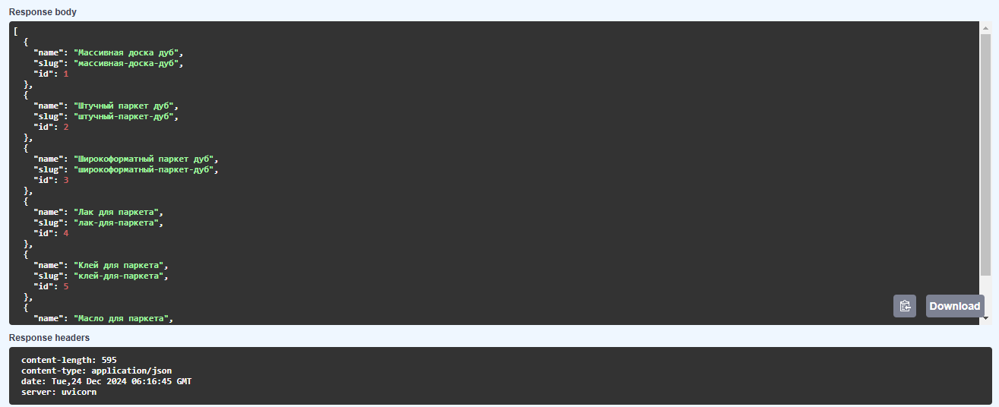 Response body
[
  {
    "name": "Массивная доска дуб",
    "slug": "массивная-доска-дуб",
    "id": 1
  },
  {
    "name": "Штучный паркет дуб",
    "slug": "штучный-паркет-дуб",
    "id": 2
  },
  {
    "name": "Широкоформатный паркет дуб",
    "slug": "широкоформатный-паркет-дуб",
    "id": 3
  },
  {
    "name": "Лак для паркета",
    "slug": "лак-для-паркета",
    "id": 4
  },
  {
    "name": "Клей для паркета",
    "slug": "клей-для-паркета",
    "id": 5
  },
  {
    "name": "Масло для паркета",
Download
Response headers
content-length: 595
content-type: application/json
date: Tue,24 Dec 2024 06:16:45 GMT
server: uvicorn